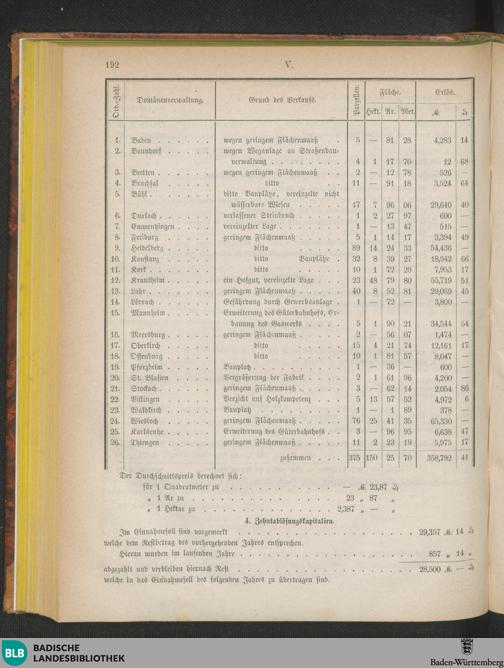 192 V.
Ord.-Zahl. Domänenverwaltung. Grund des Verkaufs. Parzellen. Fläche. Erlös.
Hekt. Ar. Met. ℳ ₰
1. Baden . . . . . . wegen geringem Flächenmaaß . 5 — 81 28 4,283 14
2. Bonndorf . . . . . wegen Weganlage an Straßenbau-
verwaltung . . . . . . . 4 1 17 70 12 68
3. Bretten . . . . . . wegen geringem Flächenmaaß . 2 — 12 78 526 —
4. Bruchsal . . . . . ditto . . 11 — 91 18 3,524 64
5. Bühl . . . . . . . ditto Baupläze, vereinzelte nicht
wässerbare Wiesen . . . . 17 7 96 06 29,640 40
6. Durlach . . . . . . verlassener Steinbruch . . . . 1 2 27 97 600 —
7. Emmendingen . . . . vereinzelter Lage . . . . . 1 — 13 47 515 —
8. Freiburg . . . . . geringem Flächenmaaß . . . . 5 1 14 17 3,394 49
9. Heidelberg . . . . . ditto . . . . 89 14 24 33 54,436 —
10. Konstanz . . . . . ditto Baupläze . 32 8 39 27 18,942 66
11. Kork . . . . . . . ditto . . . . 10 1 72 29 7,953 17
12. Krautheim . . . . . ein Hofgut, vereinzelte Lage . . 23 48 79 80 55,719 51
13. Lahr . . . . . . . geringem Flächenmaaß . . . . 40 8 52 81 29,069 45
14. Lörrach . . . . . . Gefährdung durch Gewerbsanlage . 1 — 72 — 3,800 —
15. Mannheim . . . . . Erweiterung des Güterbahnhofs, Er-
bauung des Gaswerks . . . . 5 1 90 21 34,544 54
16. Meersburg . . . . . geringem Flächenmaaß . . . . 2 — 56 07 1,474 —
17. Oberkirch . . . . . ditto . . . . 15 4 21 74 12,161 17
18. Offenburg . . . . . ditto . . . . 10 1 81 57 8,047 —
19. Pforzheim . . . . . Bauplatz . . . . . . . . 1 — 36 — 600 —
20. St. Blasien . . . . Vergrößerung der Fabrik . . . . 2 1 61 96 4,200 —
21. Stockach . . . . . . geringem Flächenmaaß . . . . 3 — 62 14 2,054 86
22. Villingen . . . . . Verzicht auf Holzkompetenz . . 5 13 57 52 4,972 6
23. Waldkirch . . . . . Bauplatz . . . . . . . . 1 — 1 89 378 —
24. Wiesloch . . . . . geringem Flächenmaaß . . . . 76 25 41 35 65,330 —
25. Karlsruhe . . . . . Erweiterung des Güterbahnhofs . . 3 — 96 95 6,638 47
26. Thiengen . . . . . geringem Flächenmaaß . . . . 11 2 23 19 5,975 17
zusammen . . . 375 150 25 70 358,792 41
Der Durchschnittspreis berechnet sich:
für 1 Quadratmeter zu . . . . . . . . — ℳ 23,87 ₰
„ 1 Ar zu . . . . . . . . 23 „ 87 „
„ 1 Hektar zu . . . . . . . . 2,387 „ — „
4. Zehntablösungskapitalien.
Im Einnahmesoll sind vorgemerkt . . . . . . . . 29,357 ℳ 14 ₰
welche dem Restbetrag des vorhergehenden Jahres entsprechen.
Hieran wurden im laufenden Jahre . . . . . . . . 857 „ 14 „
abgezahlt und verbleiben hiernach Rest . . . . . . . . 28,500 ℳ — ₰
welche in das Einnahmesoll des folgenden Jahres zu übertragen sind.
BLB BADISCHE
LANDESBIBLIOTHEK
Baden-Württemberg